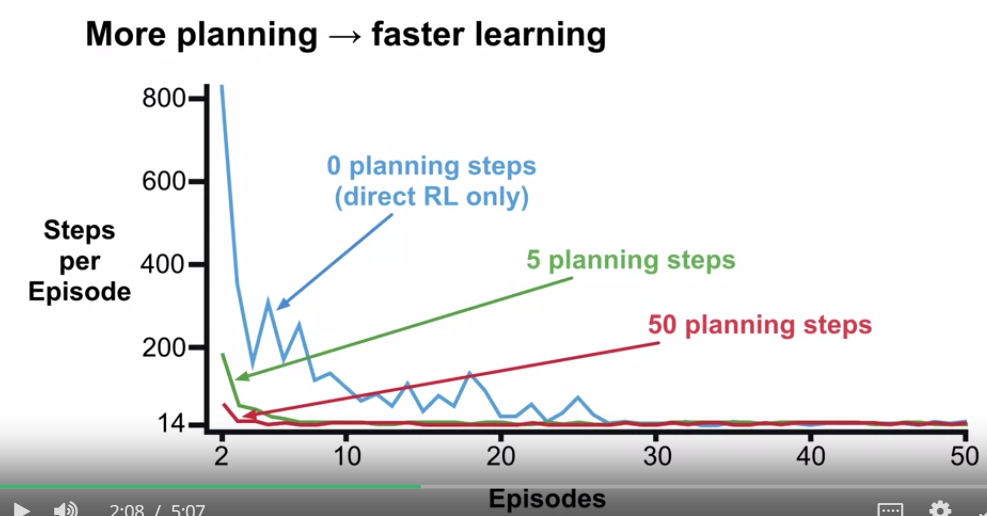 More planning → faster learning
800
600
400
200
14
Steps
per
Episode
0 planning steps
(direct RL only)
5 planning steps
50 planning steps
2
10
20
30
40
50
Episodes
2:08 / 5:07